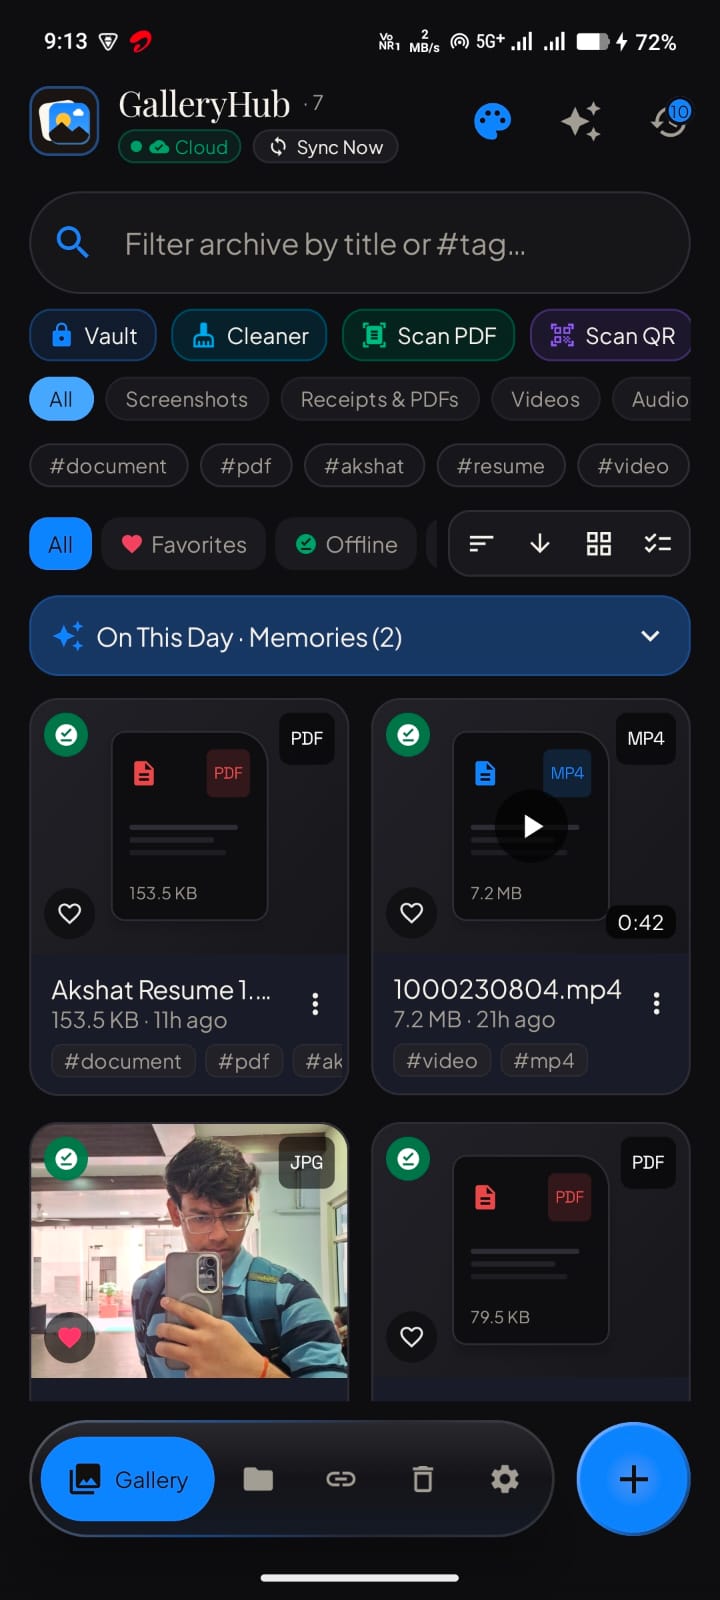 9:13
Vo NR1 2 MB/s 5G+ 72%
GalleryHub · 7
10
Cloud Sync Now
Filter archive by title or #tag...
Vault Cleaner Scan PDF Scan QR
All Screenshots Receipts & PDFs Videos Audio
#document #pdf #akshat #resume #video
All Favorites Offline
On This Day · Memories (2)
PDF
PDF
153.5 KB
Akshat Resume 1....
153.5 KB · 11h ago
#document #pdf #ak
MP4
MP4
7.2 MB
0:42
1000230804.mp4
7.2 MB · 21h ago
#video #mp4
JPG
PDF
PDF
79.5 KB
Gallery